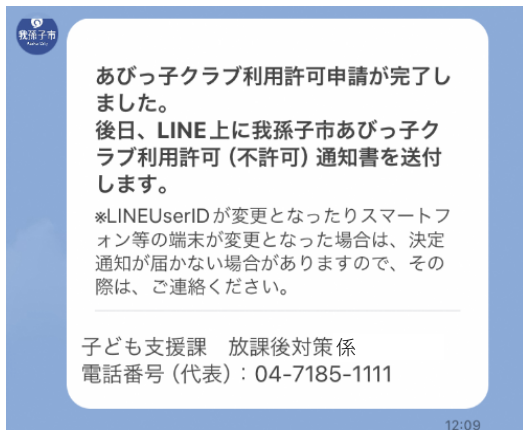 我孫子市
あびっ子クラブ利用許可申請が完了し
ました。
後日、LINE上に我孫子市あびっ子ク
ラブ利用許可（不許可）通知書を送付
します。
※LINEUserIDが変更となったりスマートフ
ォン等の端末が変更となった場合は、決定
通知が届かない場合がありますので、その
際は、ご連絡ください。
子ども支援課　放課後対策係
電話番号（代表）：04-7185-1111
12:09